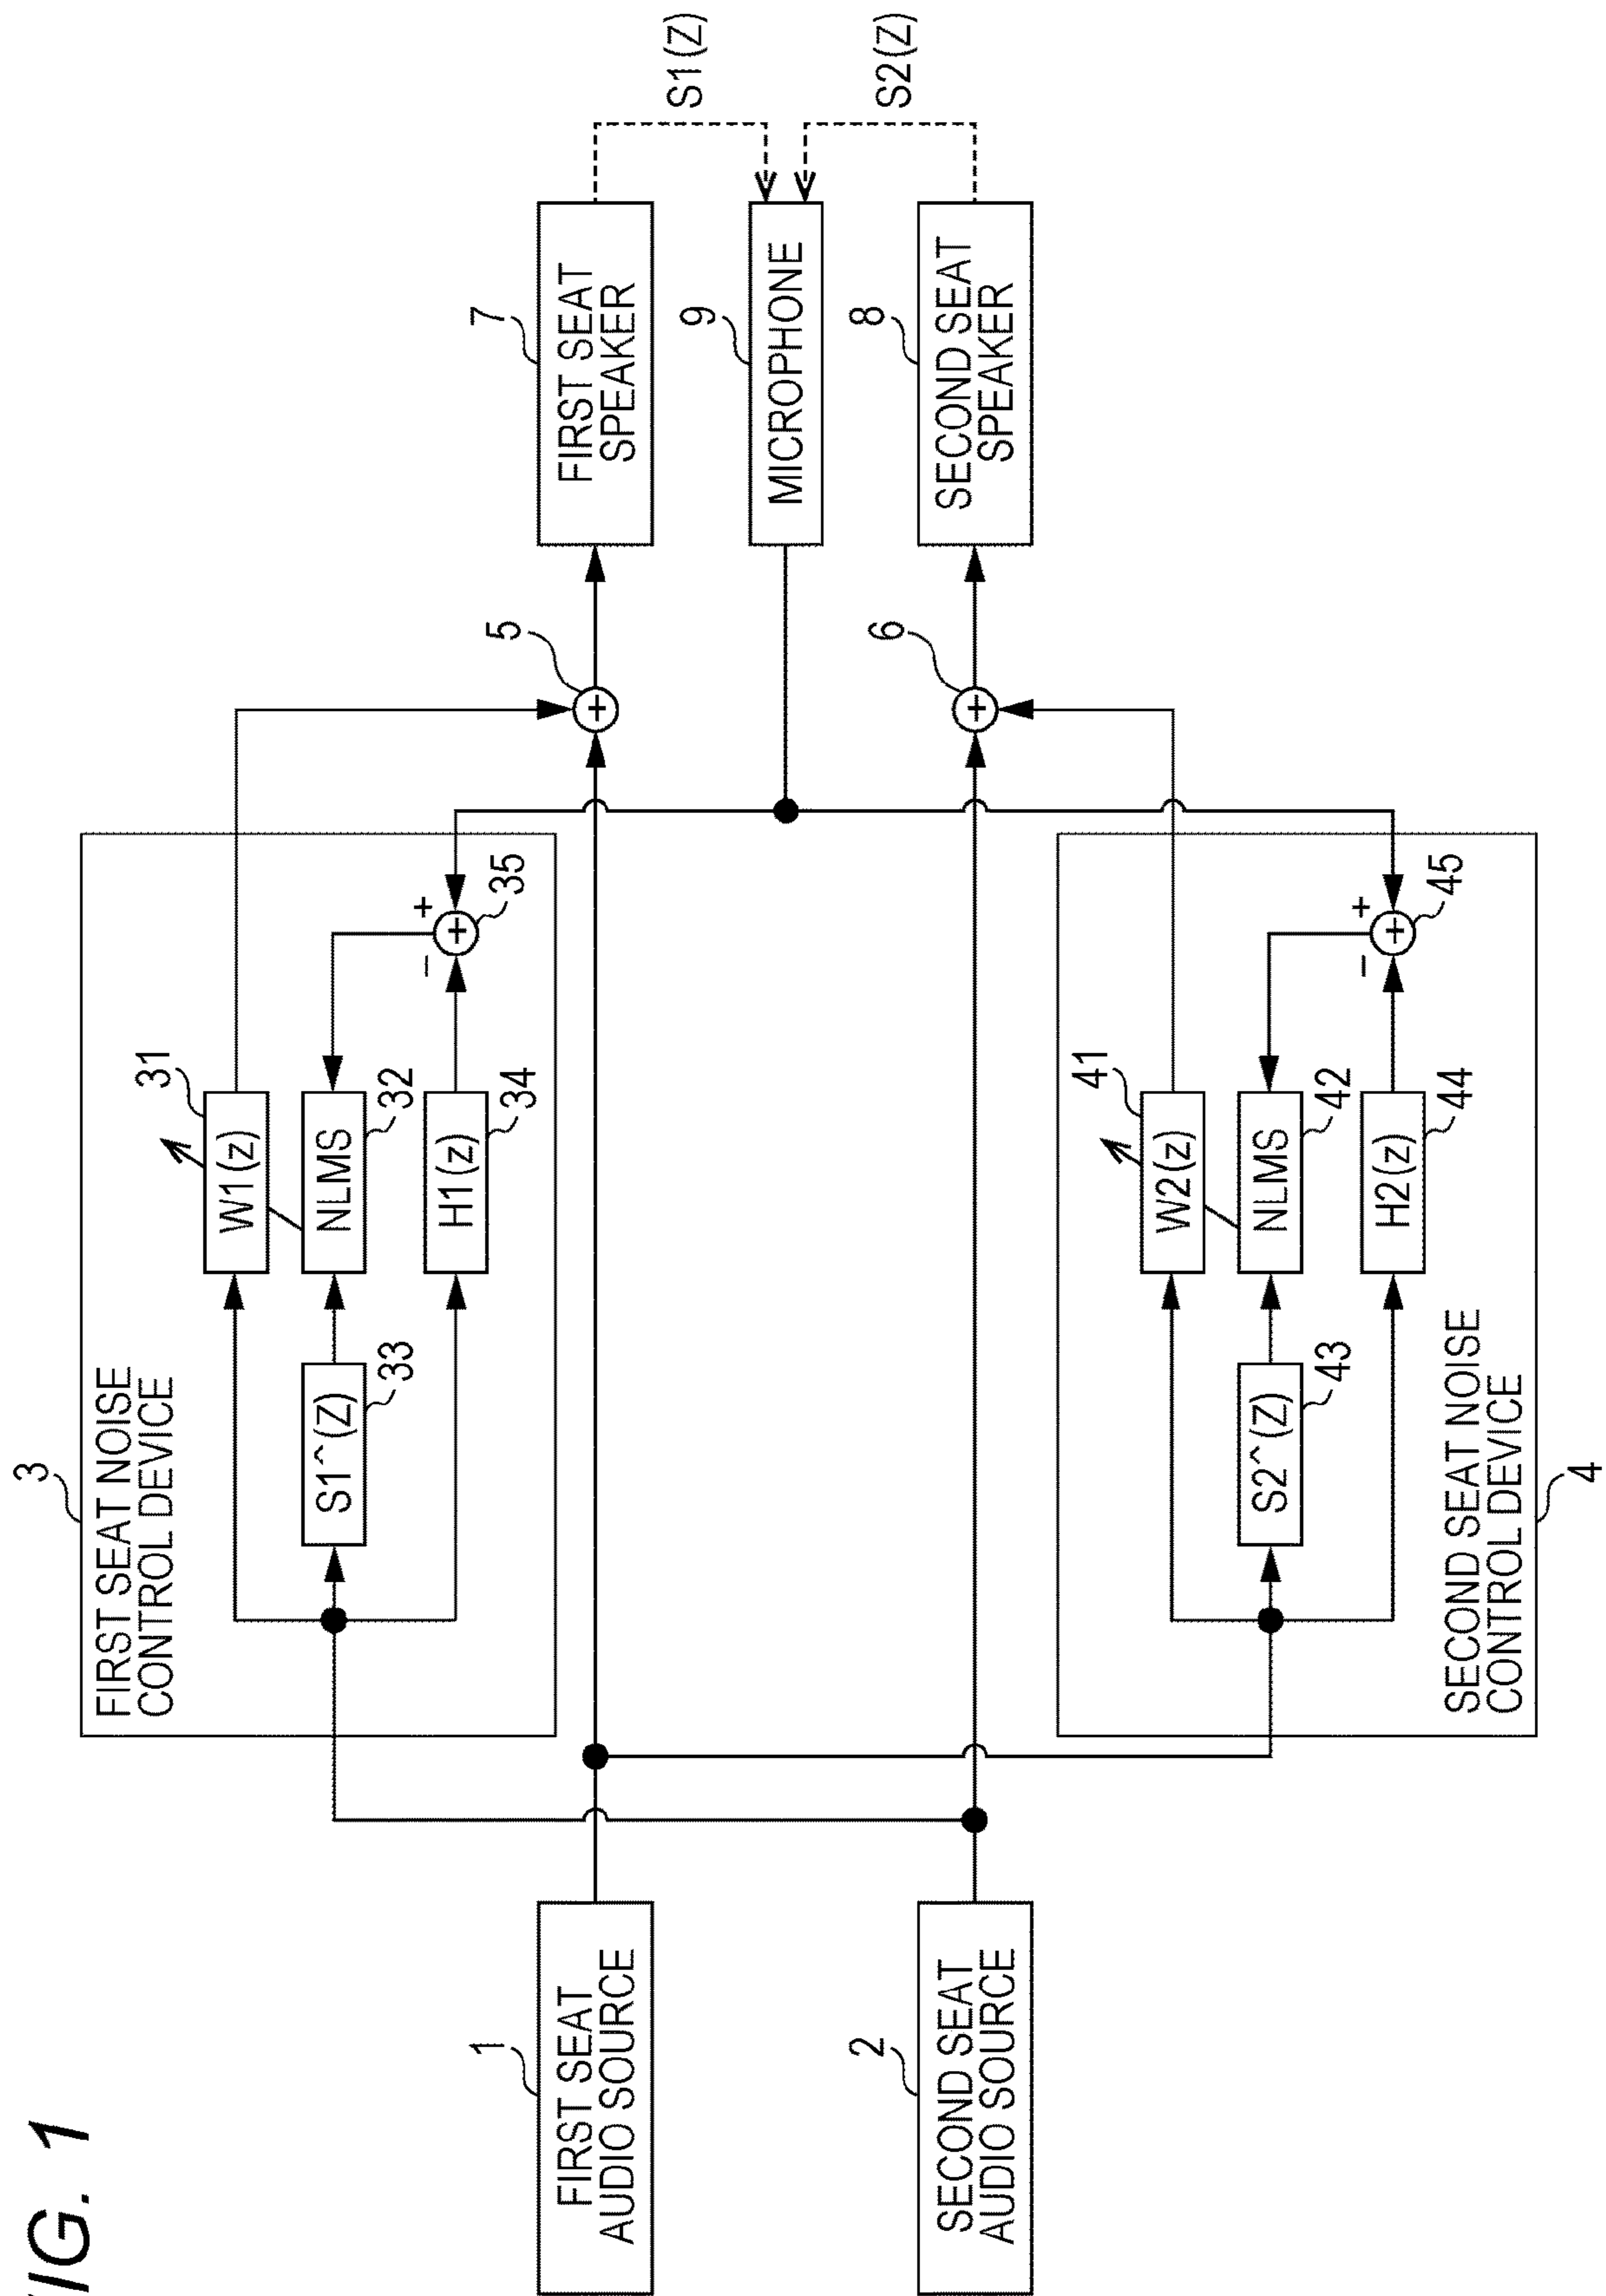 FIG. 1
3
FIRST SEAT NOISE
CONTROL DEVICE
31
W1(z)
S1^(Z)
33
NLMS
32
H1(z)
34
+
−
+
35
1
FIRST SEAT
AUDIO SOURCE
5
+
7
FIRST SEAT
SPEAKER
S1(Z)
9
MICROPHONE
S2(Z)
2
SECOND SEAT
AUDIO SOURCE
6
+
8
SECOND SEAT
SPEAKER
41
W2(z)
S2^(Z)
43
NLMS
42
H2(z)
44
+
−
+
45
SECOND SEAT NOISE
CONTROL DEVICE
4